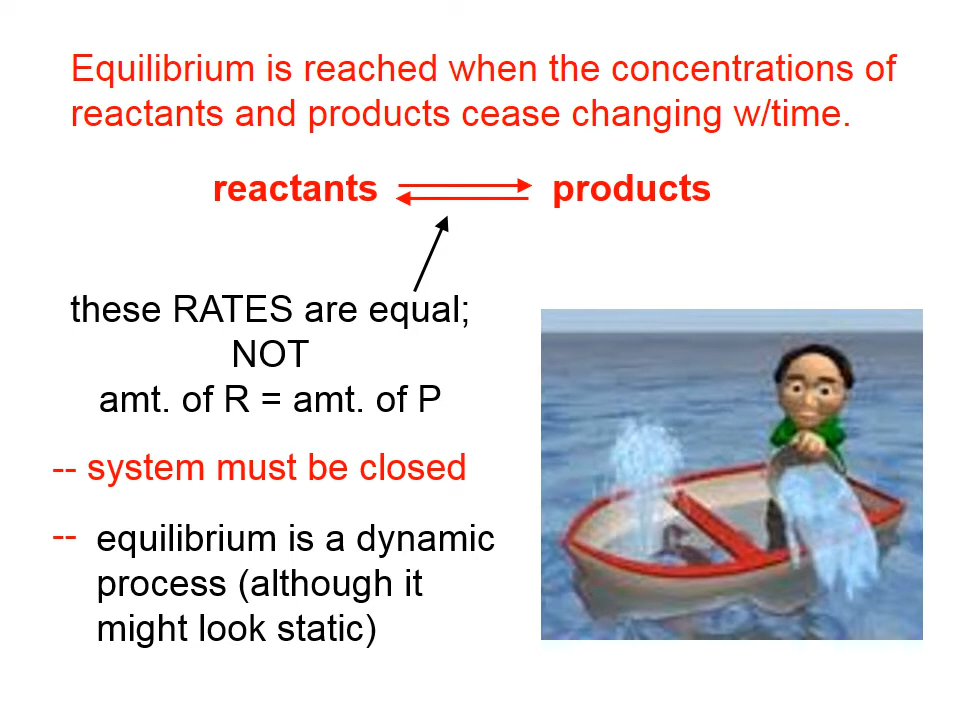 Equilibrium is reached when the concentrations of
reactants and products cease changing w/time.
reactants products
these RATES are equal;
NOT
amt. of R = amt. of P
-- system must be closed
-- equilibrium is a dynamic
process (although it
might look static)